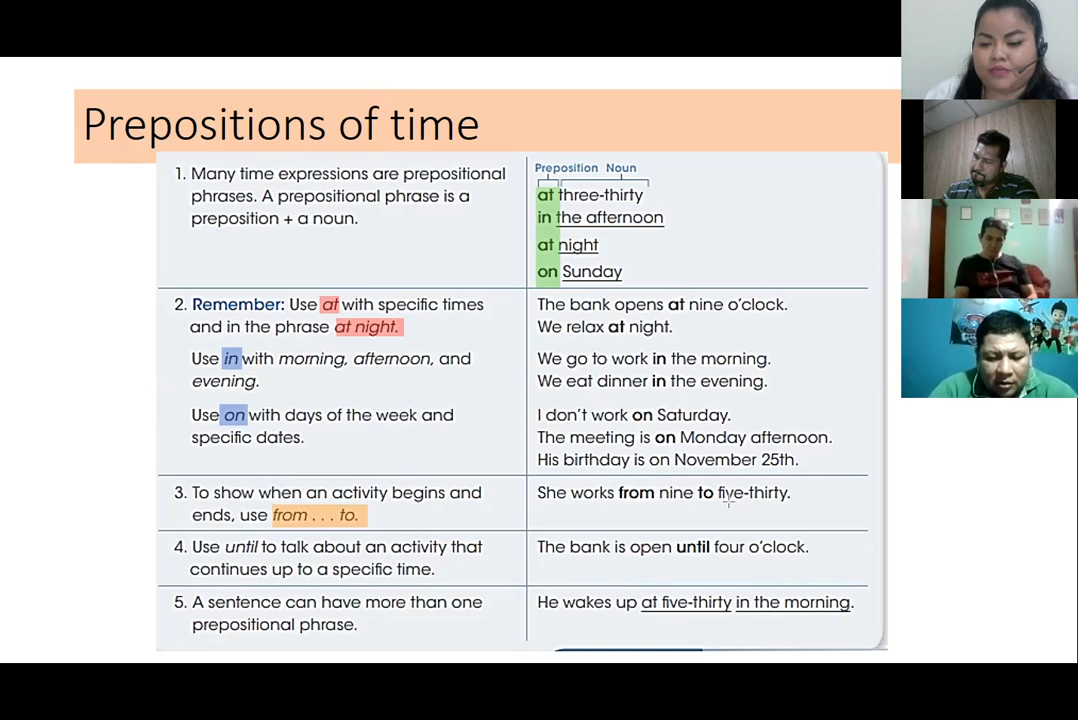 Prepositions of time
1. Many time expressions are prepositional
phrases. A prepositional phrase is a
preposition + a noun.
Preposition Noun
at three-thirty
in the afternoon
at night
on Sunday
2. Remember: Use at with specific times
and in the phrase at night.
The bank opens at nine o'clock.
We relax at night.
Use in with morning, afternoon, and
evening.
We go to work in the morning.
We eat dinner in the evening.
Use on with days of the week and
specific dates.
I don't work on Saturday.
The meeting is on Monday afternoon.
His birthday is on November 25th.
3. To show when an activity begins and
ends, use from . . . to.
She works from nine to five-thirty.
4. Use until to talk about an activity that
continues up to a specific time.
The bank is open until four o'clock.
5. A sentence can have more than one
prepositional phrase.
He wakes up at five-thirty in the morning.